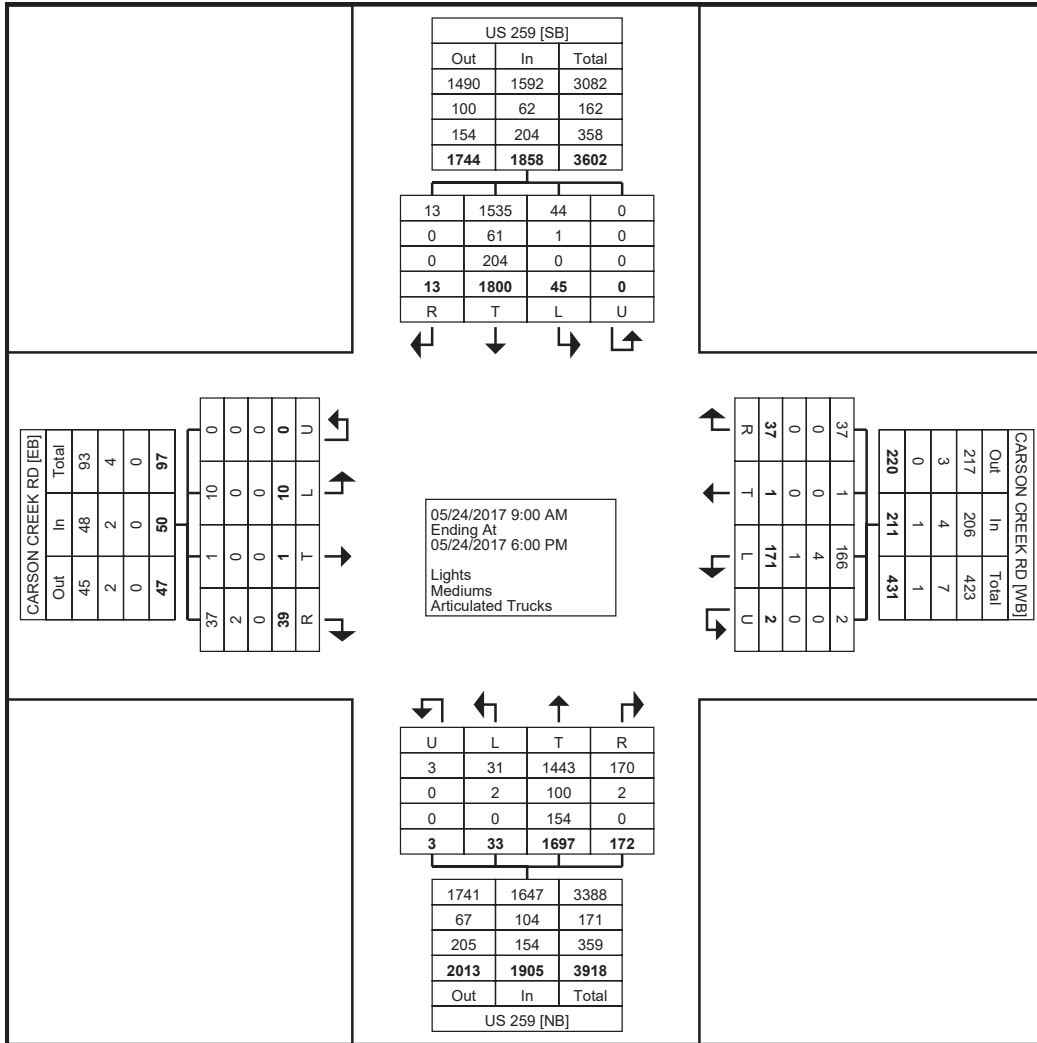 US 259 [SB]
Out In Total
1490 1592 3082
100 62 162
154 204 358
1744 1858 3602
13 1535 44 0
0 61 1 0
0 204 0 0
13 1800 45 0
R T L U
CARSON CREEK RD [EB]
Total 93 4 0 97
In 48 2 0 50
Out 45 2 0 47
0 0 0 0 U
10 0 0 10 L
1 0 0 1 T
37 2 0 39 R
05/24/2017 9:00 AM
Ending At
05/24/2017 6:00 PM
Lights
Mediums
Articulated Trucks
R 37 0 0 37
T 1 0 0 1
L 171 1 4 166
U 2 0 0 2
CARSON CREEK RD [WB]
Out In Total
217 206 423
3 4 7
0 1 1
220 211 431
U L T R
3 31 1443 170
0 2 100 2
0 0 154 0
3 33 1697 172
1741 1647 3388
67 104 171
205 154 359
2013 1905 3918
Out In Total
US 259 [NB]